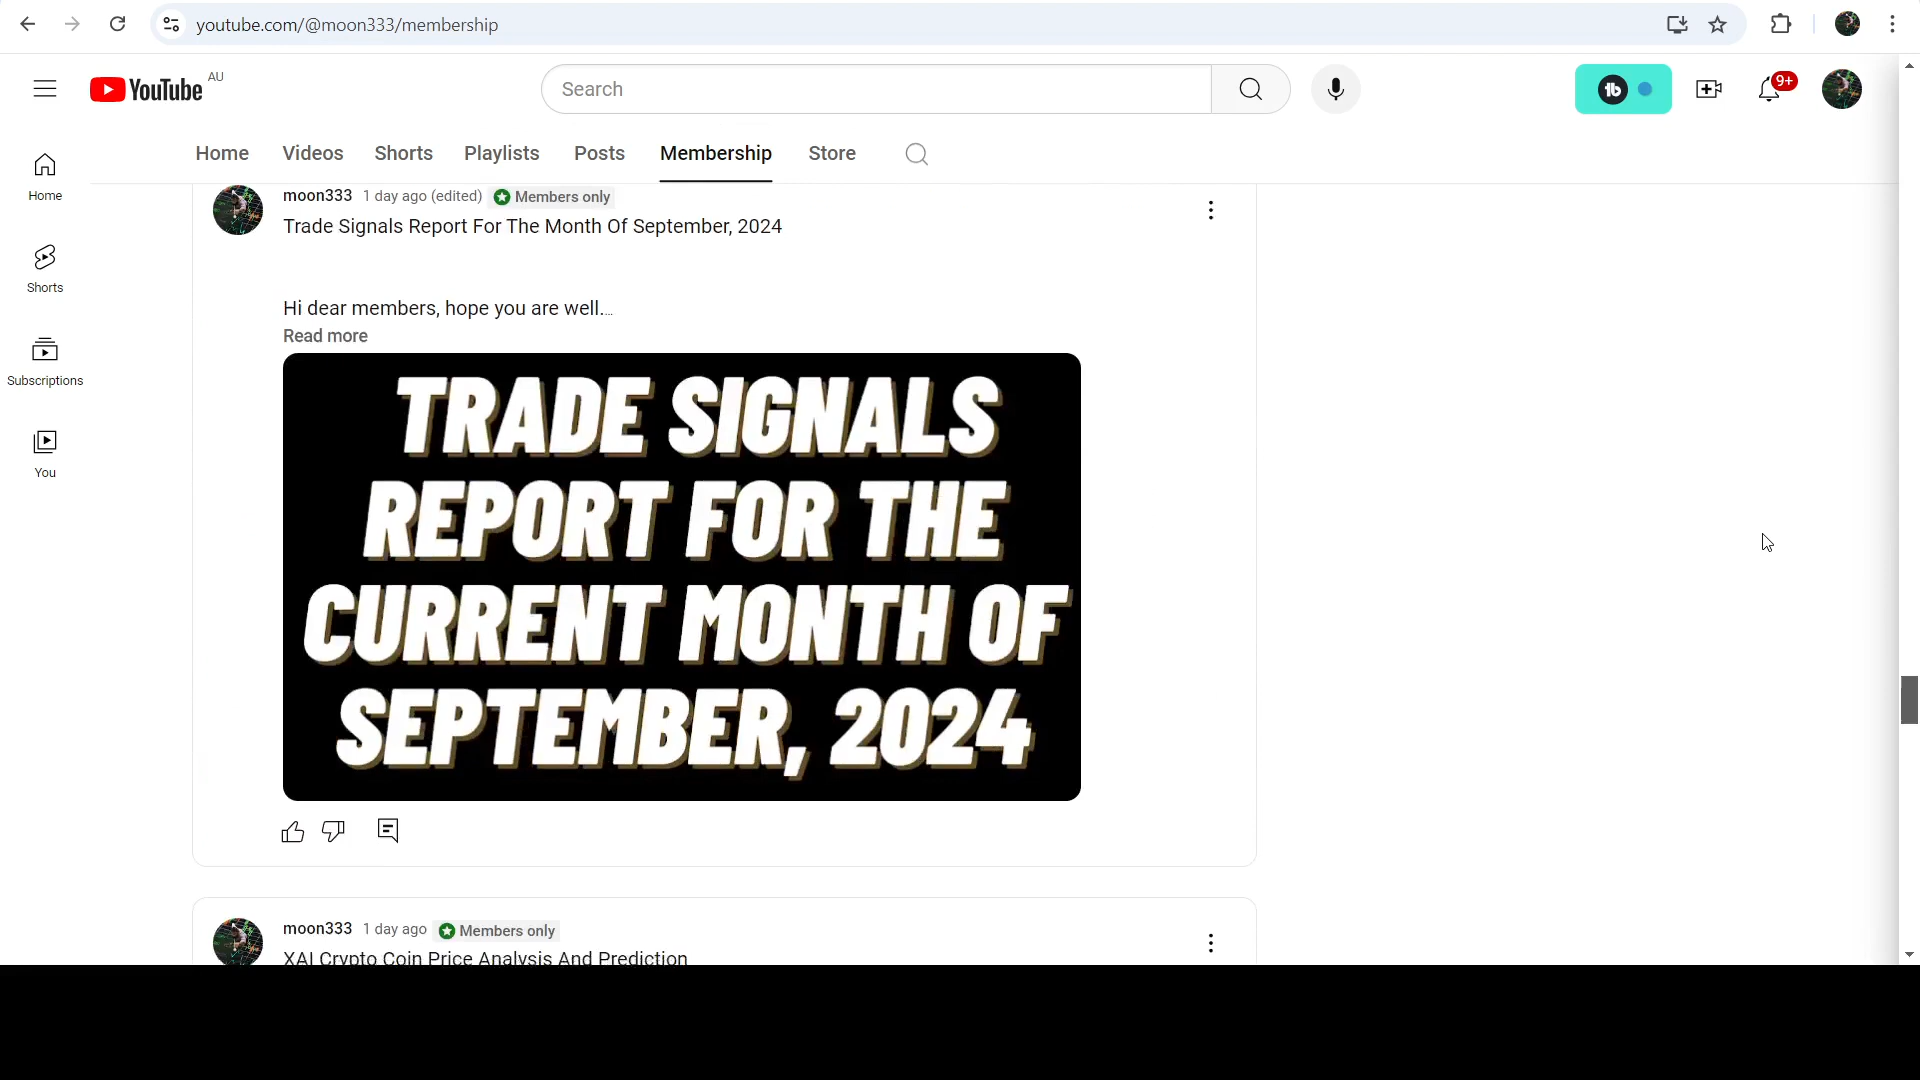 youtube.com/@moon333/membership
YouTube AU
Search
9+
Home Videos Shorts Playlists Posts Membership Store
Home
Shorts
Subscriptions
You
moon333 1 day ago (edited) Members only
Trade Signals Report For The Month Of September, 2024
Hi dear members, hope you are well....
Read more
TRADE SIGNALS
REPORT FOR THE
CURRENT MONTH OF
SEPTEMBER, 2024
moon333 1 day ago Members only
XAI Crypto Coin Price Analysis And Prediction